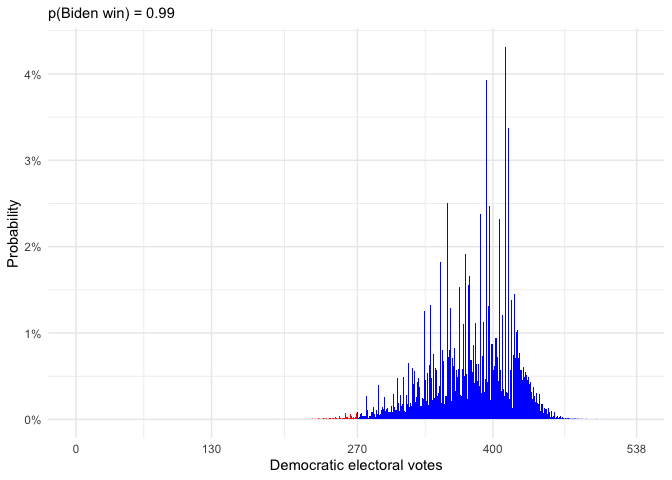 p(Biden win) = 0.99
4%
3%
2%
1%
0%
Probability
0 130 270 400 538
Democratic electoral votes